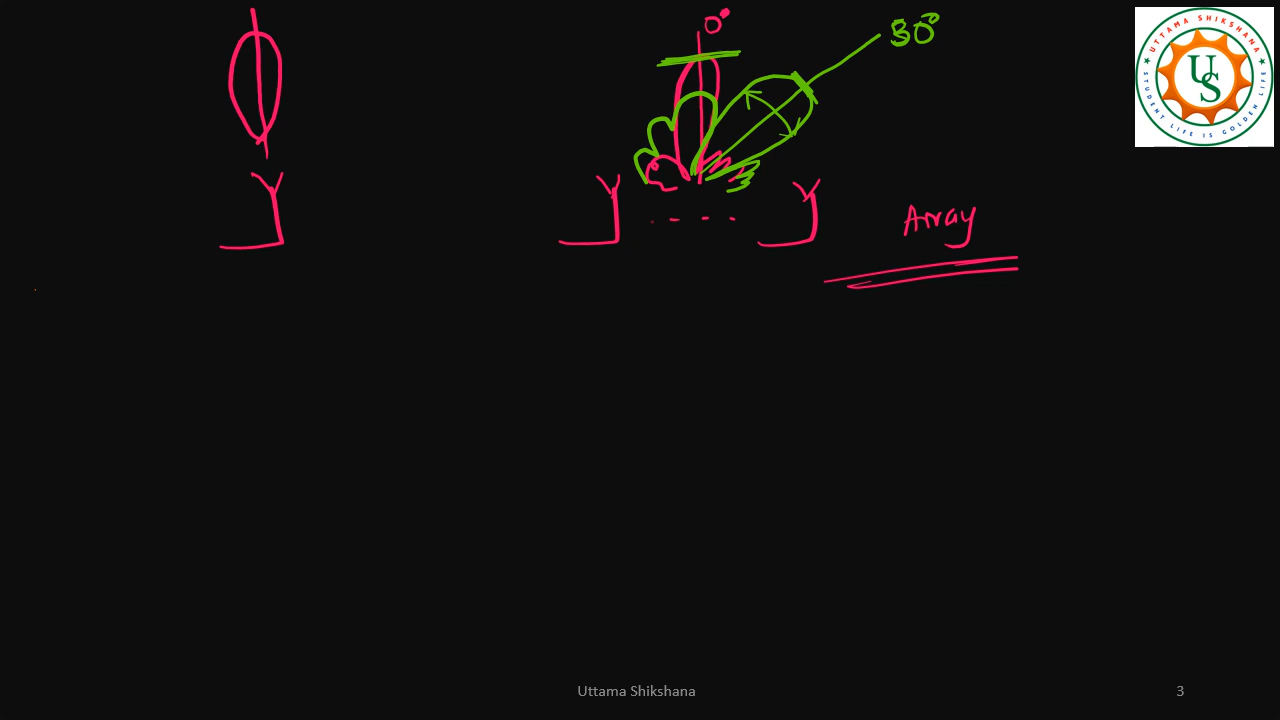 0°
30°
UTTAMA SHIKSHANA
US
STUDENT LIFE IS GOLDEN LIFE
Array
Uttama Shikshana
3